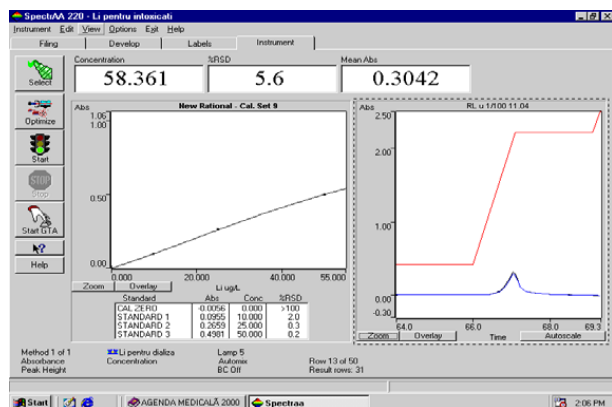 SpectrAA 220 - Li pentru intoxicati
Instrument Edit View Options Exit Help
Filing Develop Labels Instrument
Select
Optimize
Start
STOP
Stop
Start GTA
Help
Concentration %RSD Mean Abs
58.361 5.6 0.3042
New Rational - Cal. Set 9
Abs
1.06
1.00
0.50
0.00
0.000 20.000 40.000 55.000
Li ug/L
Zoom Overlay
Standard Abs Conc %RSD
CAL ZERO -0.0056 0.000 >100
STANDARD 1 0.0955 10.000 2.0
STANDARD 2 0.2659 25.000 0.3
STANDARD 3 0.4981 50.000 0.2
RL u 1/100 11.04
Abs
2.50
2.00
1.00
0.00
-0.30
64.0 66.0 68.0 69.3
Zoom Overlay Time Autoscale
Method 1 of 1 Li pentru dializa Lamp 5
Absorbance Concentration Automix Row 13 of 50
Peak Height BC Off Result rows: 31
Start AGENDA MEDICALĂ 2000 Spectraa 2:06 PM